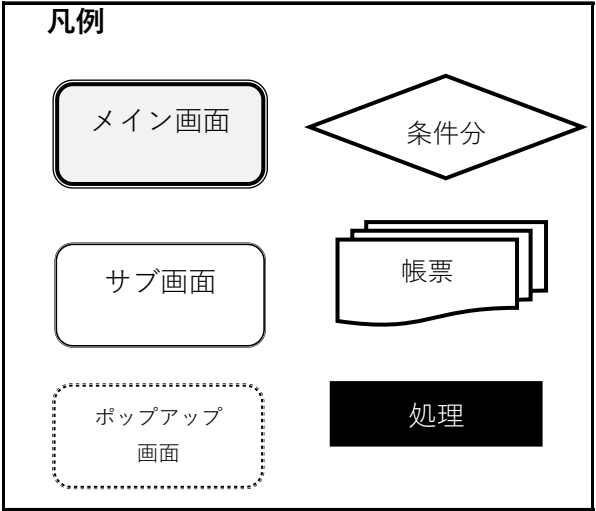 凡例
メイン画面
条件分
サブ画面
帳票
ポップアップ
画面
処理